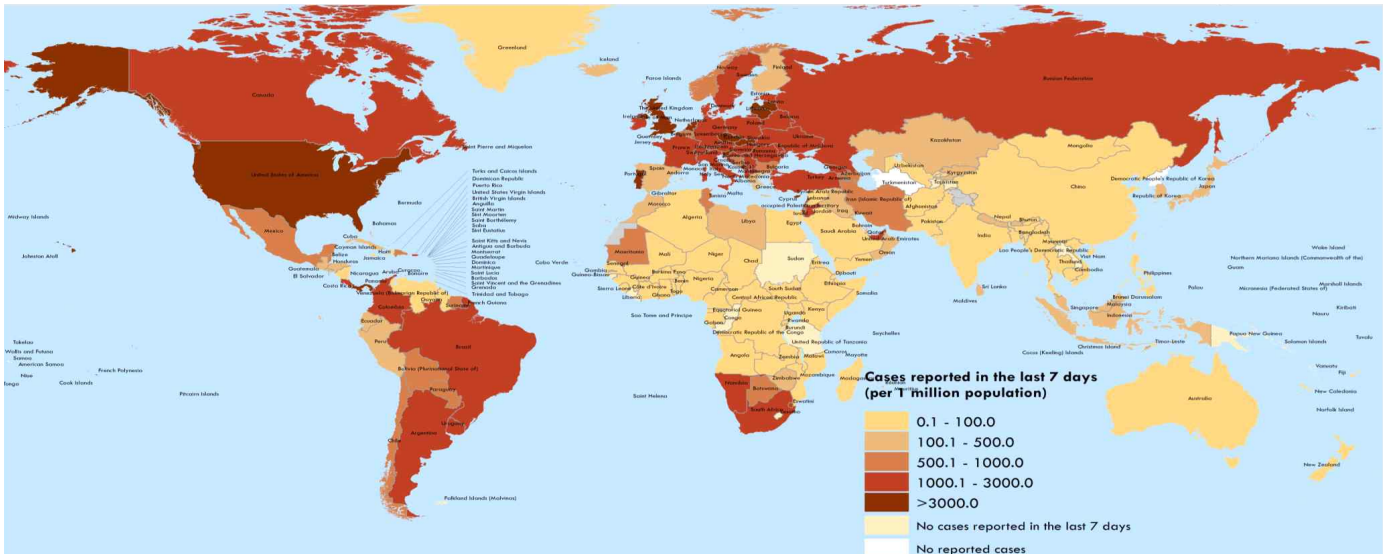 Greenland
Iceland
Faroe Islands
Norway
Sweden
Finland
Russian Federation
Canada
Estonia
The United Kingdom
Denmark
Netherlands
Belarus
Poland
Germany
Ukraine
Guernsey
Jersey
France
Kazakhstan
Mongolia
Saint Pierre and Miquelon
United States of America
Spain
Andorra
Bulgaria
Greece
Turkey
Azerbaijan
Uzbekistan
Kyrgyzstan
Turkmenistan
Tajikistan
China
Democratic People's Republic of Korea
Republic of Korea
Japan
Turks and Caicos Islands
Dominican Republic
Puerto Rico
United States Virgin Islands
British Virgin Islands
Anguilla
Saint Martin
Sint Maarten
Saint Barthélemy
Saba
Sint Eustatius
Saint Kitts and Nevis
Antigua and Barbuda
Montserrat
Guadeloupe
Dominica
Martinique
Saint Lucia
Barbados
Saint Vincent and the Grenadines
Grenada
Trinidad and Tobago
Bermuda
Bahamas
Midway Islands
Johnston Atoll
Mexico
Cuba
Cayman Islands
Belize
Haiti
Jamaica
Honduras
Guatemala
El Salvador
Nicaragua
Aruba
Curacao
Bonaire
Costa Rica
Panama
Venezuela (Bolivarian Republic of)
Guyana
Suriname
French Guiana
Colombia
Ecuador
Peru
Brazil
Bolivia (Plurinational State of)
Paraguay
Uruguay
Chile
Argentina
Falkland Islands (Malvinas)
Gibraltar
Morocco
Tunisia
Malta
Cyprus
Syrian Arab Republic
Lebanon
occupied Palestinian territory
Iraq
Iran (Islamic Republic of)
Kuwait
Afghanistan
Pakistan
Nepal
Bhutan
Bangladesh
India
Myanmar
Lao People's Democratic Republic
Viet Nam
Thailand
Cambodia
Philippines
Algeria
Libya
Egypt
Saudi Arabia
Bahrain
Qatar
United Arab Emirates
Oman
Yemen
Cabo Verde
Mauritania
Mali
Niger
Chad
Sudan
Eritrea
Djibouti
Senegal
Gambia
Guinea-Bissau
Guinea
Sierra Leone
Liberia
Côte d'Ivoire
Burkina Faso
Ghana
Togo
Benin
Nigeria
Cameroon
Central African Republic
South Sudan
Ethiopia
Somalia
Sao Tome and Principe
Equatorial Guinea
Gabon
Congo
Democratic Republic of the Congo
Uganda
Kenya
Rwanda
Burundi
United Republic of Tanzania
Seychelles
Comoros
Mayotte
Angola
Zambia
Malawi
Mozambique
Madagascar
Zimbabwe
Namibia
Botswana
Eswatini
Lesotho
South Africa
Saint Helena
Mauritius
Maldives
Sri Lanka
Brunei Darussalam
Malaysia
Singapore
Indonesia
Christmas Island
Cocos (Keeling) Islands
Timor-Leste
Papua New Guinea
Solomon Islands
Wake Island
Northern Mariana Islands (Commonwealth of the)
Guam
Marshall Islands
Micronesia (Federated States of)
Palau
Kiribati
Nauru
Tuvalu
Vanuatu
Fiji
New Caledonia
Norfolk Island
Australia
New Zealand
Tokelau
Wallis and Futuna
Samoa
American Samoa
Niue
Tonga
Cook Islands
French Polynesia
Pitcairn Islands
Cases reported in the last 7 days
(per 1 million population)
0.1 - 100.0
100.1 - 500.0
500.1 - 1000.0
1000.1 - 3000.0
>3000.0
No cases reported in the last 7 days
No reported cases